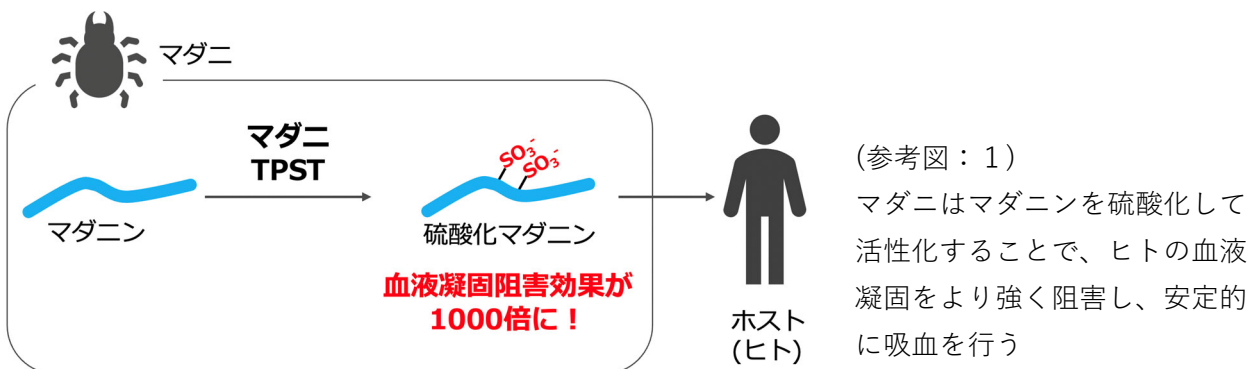 マダニ
マダニ
TPST
SO₃⁻
SO₃⁻
マダニン
硫酸化マダニン
血液凝固阻害効果が
1000倍に！
ホスト
(ヒト)
(参考図：１)
マダニはマダニンを硫酸化して
活性化することで、ヒトの血液
凝固をより強く阻害し、安定的
に吸血を行う